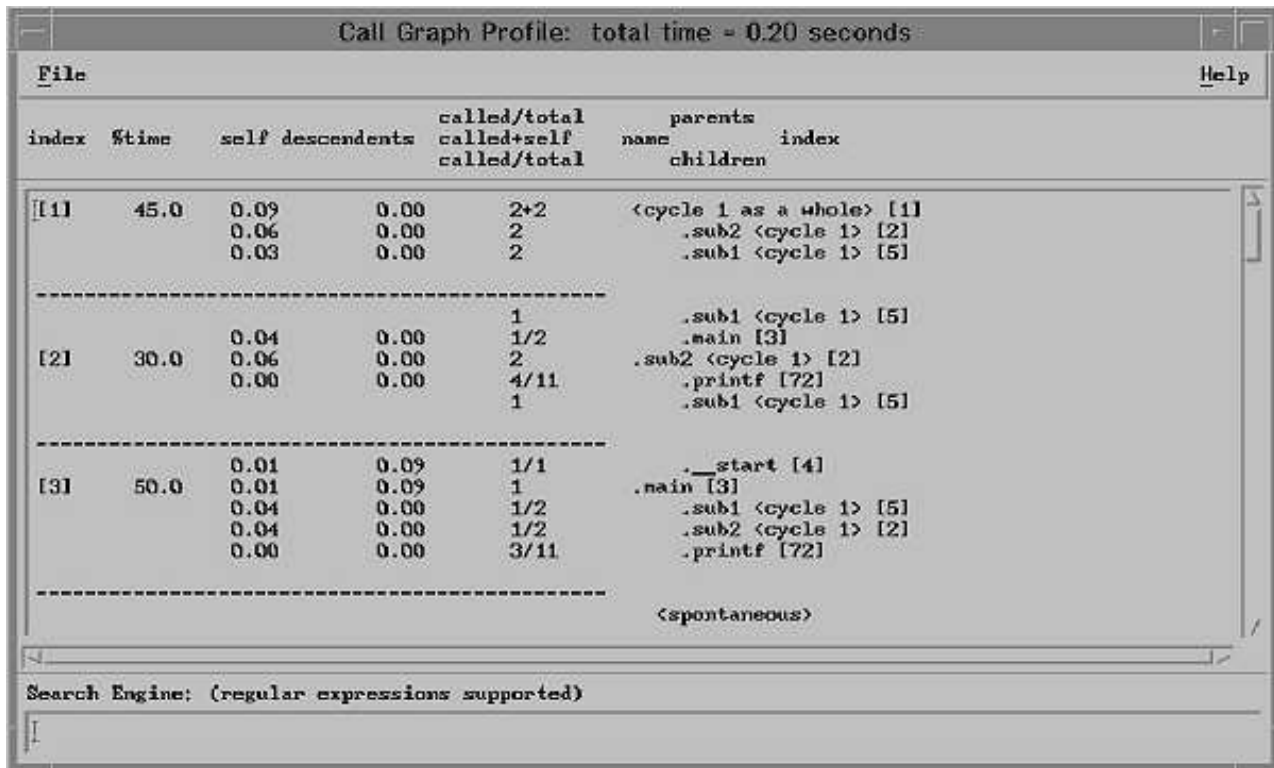 Call Graph Profile: total time = 0.20 seconds
File Help
called/total parents
index %time self descendents called+self name index
called/total children
[1] 45.0 0.09 0.00 2+2 <cycle 1 as a whole> [1]
0.06 0.00 2 .sub2 <cycle 1> [2]
0.03 0.00 2 .sub1 <cycle 1> [5]
-----------------------------------------------
1 .sub1 <cycle 1> [5]
0.04 0.00 1/2 .main [3]
[2] 30.0 0.06 0.00 2 .sub2 <cycle 1> [2]
0.00 0.00 4/11 .printf [72]
1 .sub1 <cycle 1> [5]
-----------------------------------------------
0.01 0.09 1/1 .__start [4]
[3] 50.0 0.01 0.09 1 .main [3]
0.04 0.00 1/2 .sub1 <cycle 1> [5]
0.04 0.00 1/2 .sub2 <cycle 1> [2]
0.00 0.00 3/11 .printf [72]
-----------------------------------------------
<spontaneous>
Search Engine: (regular expressions supported)